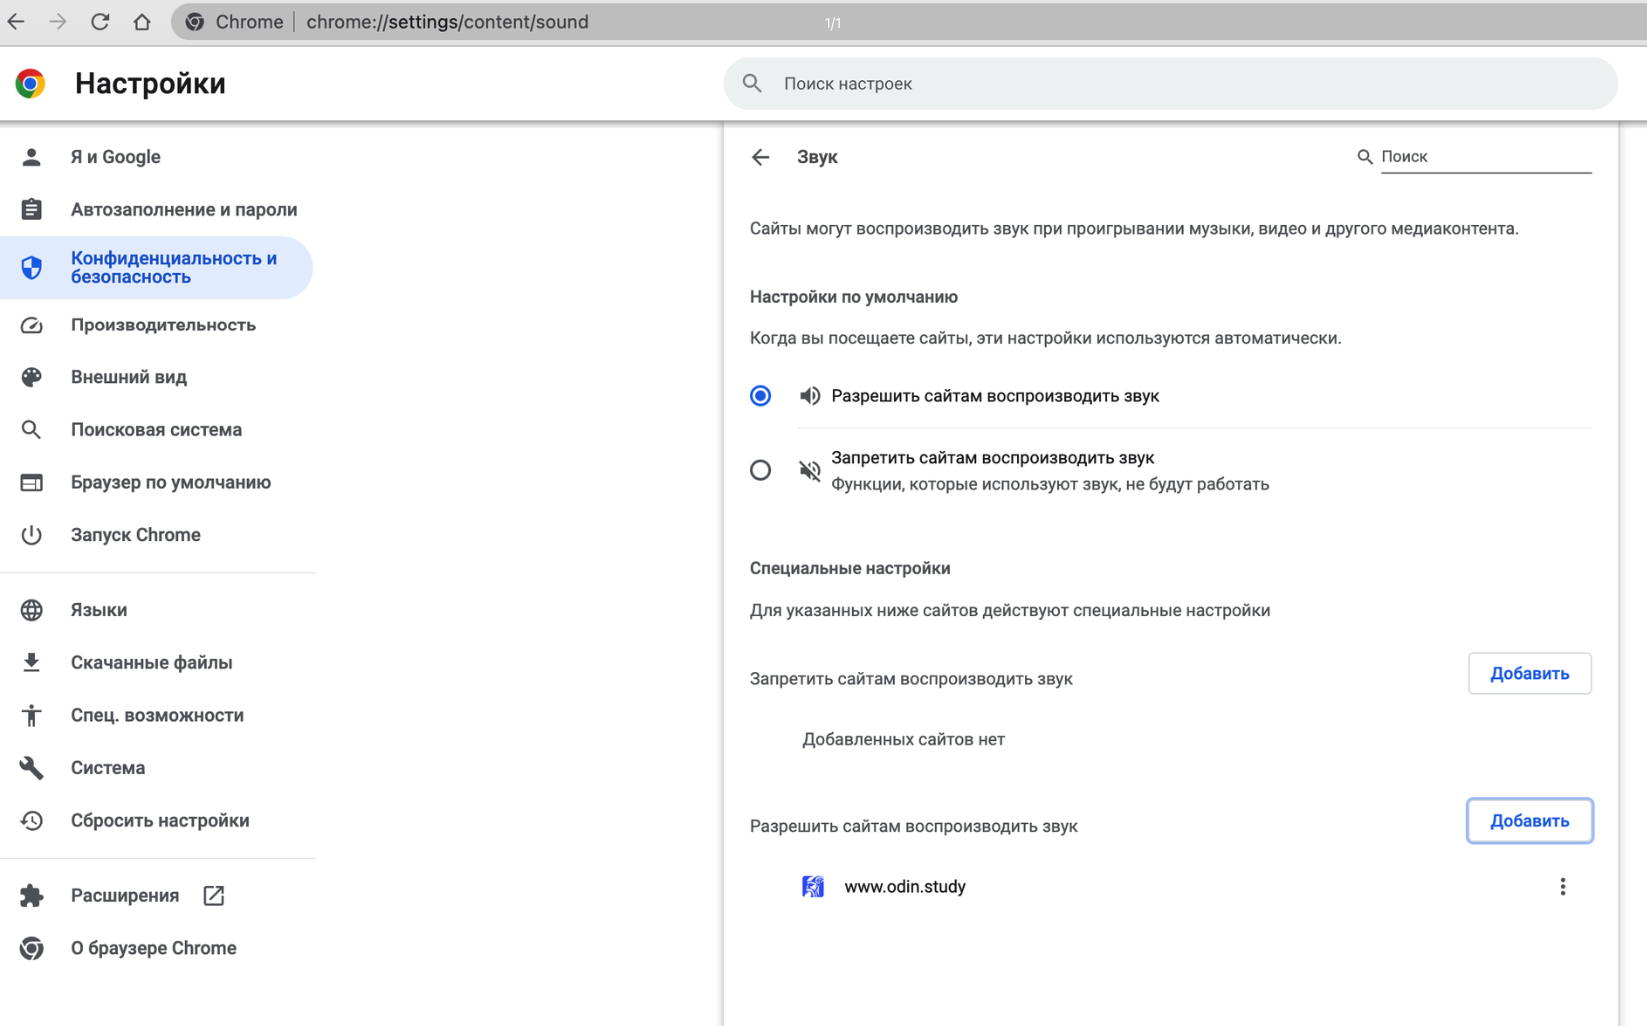 Chrome
chrome://settings/content/sound
1/1
Настройки
Поиск настроек
Я и Google
Автозаполнение и пароли
Конфиденциальность и
безопасность
Производительность
Внешний вид
Поисковая система
Браузер по умолчанию
Запуск Chrome
Языки
Скачанные файлы
Спец. возможности
Система
Сбросить настройки
Расширения
О браузере Chrome
Звук
Поиск
Сайты могут воспроизводить звук при проигрывании музыки, видео и другого медиаконтента.
Настройки по умолчанию
Когда вы посещаете сайты, эти настройки используются автоматически.
Разрешить сайтам воспроизводить звук
Запретить сайтам воспроизводить звук
Функции, которые используют звук, не будут работать
Специальные настройки
Для указанных ниже сайтов действуют специальные настройки
Запретить сайтам воспроизводить звук
Добавить
Добавленных сайтов нет
Разрешить сайтам воспроизводить звук
Добавить
www.odin.study